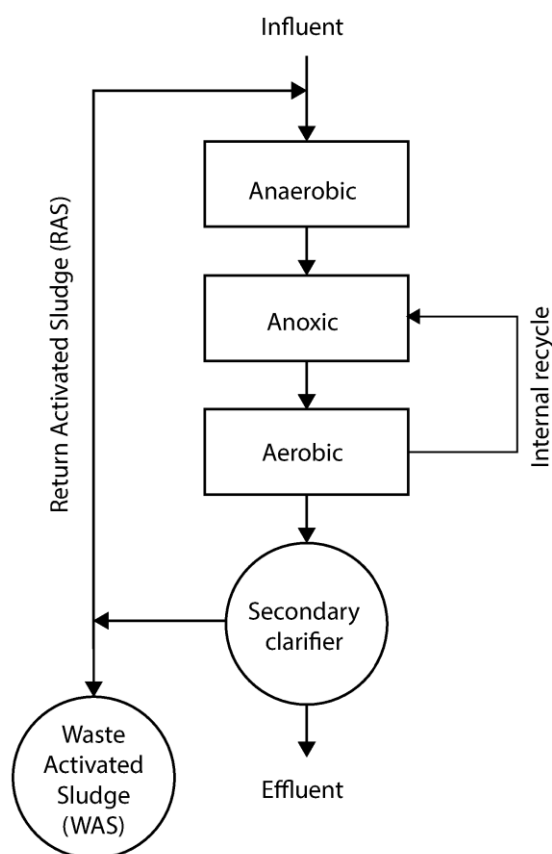 Influent
Anaerobic
Return Activated Sludge (RAS)
Anoxic
Internal recycle
Aerobic
Secondary
clarifier
Waste
Activated
Sludge
(WAS)
Effluent